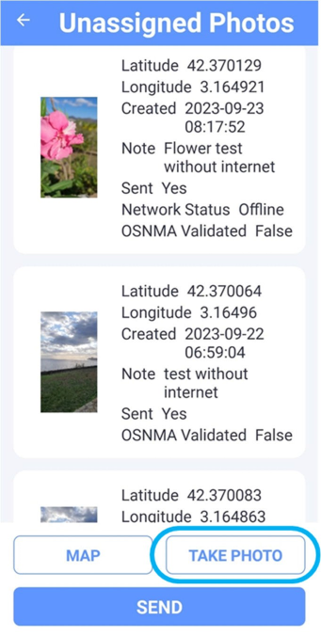 Unassigned Photos
Latitude 42.370129
Longitude 3.164921
Created 2023-09-23
08:17:52
Note Flower test
without internet
Sent Yes
Network Status Offline
OSNMA Validated False
Latitude 42.370064
Longitude 3.16496
Created 2023-09-22
06:59:04
Note test without
internet
Sent Yes
OSNMA Validated False
Latitude 42.370083
Longitude 3.164863
MAP
TAKE PHOTO
SEND